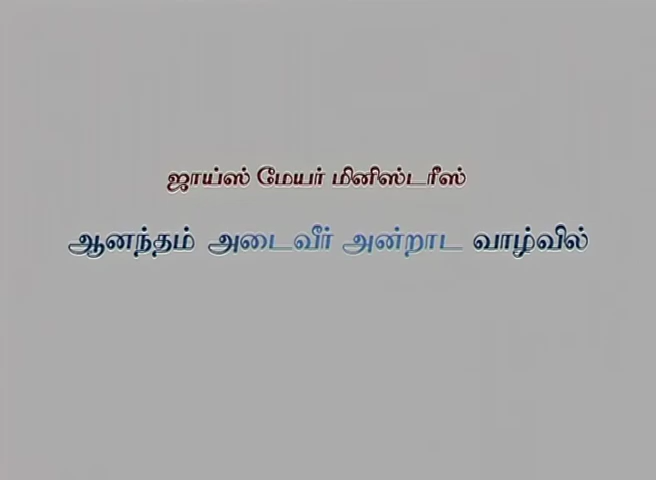 ஜாய்ஸ் மேயர் மினிஸ்டரீஸ்
ஆனந்தம் அடைவீர் அன்றாட வாழ்வில்